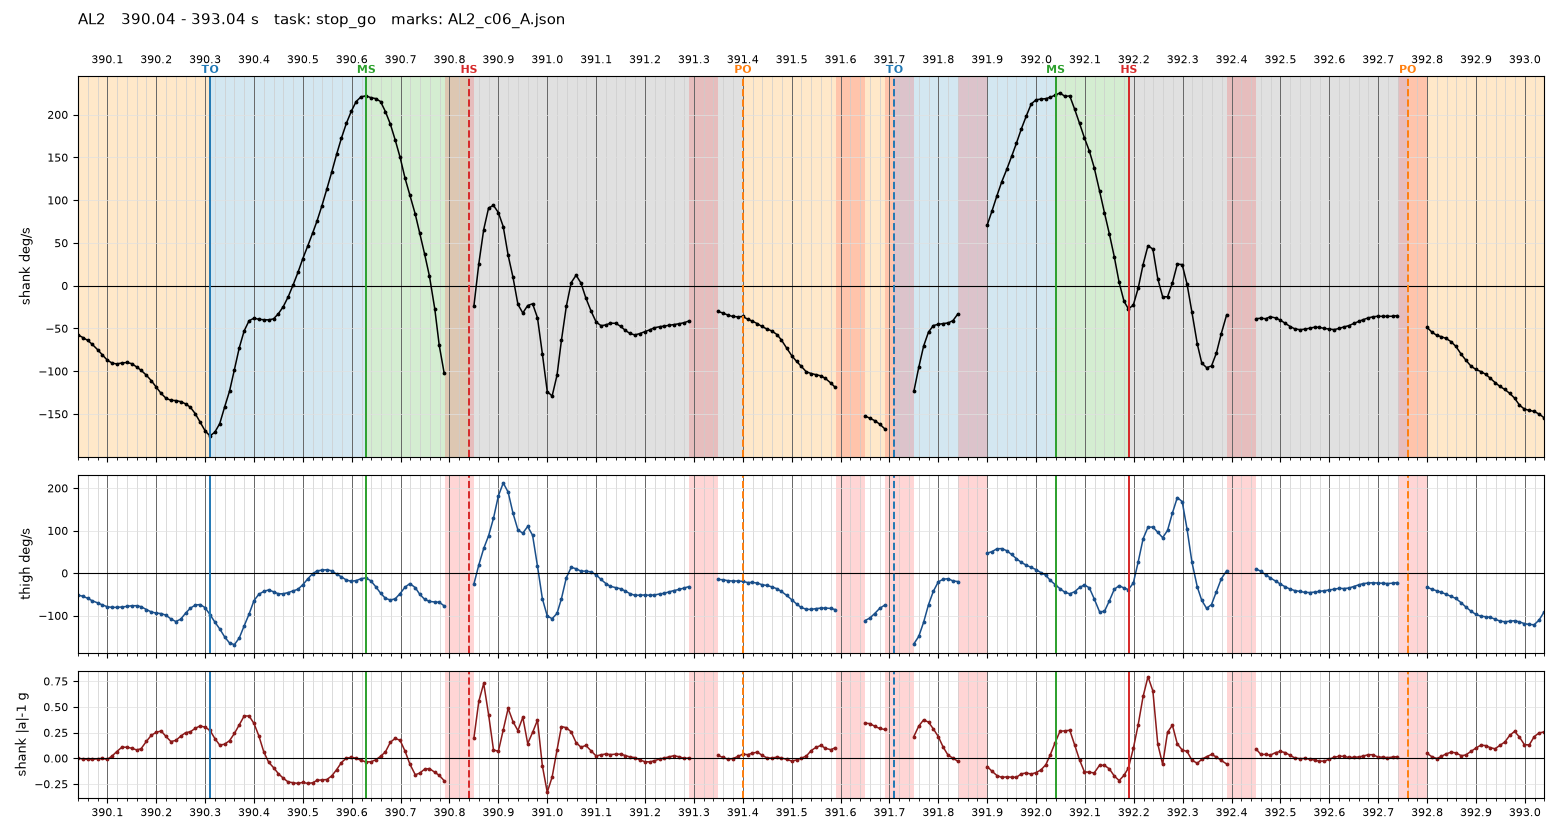 AL2   390.04 - 393.04 s   task: stop_go   marks: AL2_c06_A.json
390.1 390.2 390.3 390.4 390.5 390.6 390.7 390.8 390.9 391.0 391.1 391.2 391.3 391.4 391.5 391.6 391.7 391.8 391.9 392.0 392.1 392.2 392.3 392.4 392.5 392.6 392.7 392.8 392.9 393.0
TO MS HS PO TO MS HS PO
shank deg/s
200
150
100
50
0
−50
−100
−150
thigh deg/s
200
100
0
−100
shank |a|-1 g
0.75
0.50
0.25
0.00
−0.25
390.1 390.2 390.3 390.4 390.5 390.6 390.7 390.8 390.9 391.0 391.1 391.2 391.3 391.4 391.5 391.6 391.7 391.8 391.9 392.0 392.1 392.2 392.3 392.4 392.5 392.6 392.7 392.8 392.9 393.0